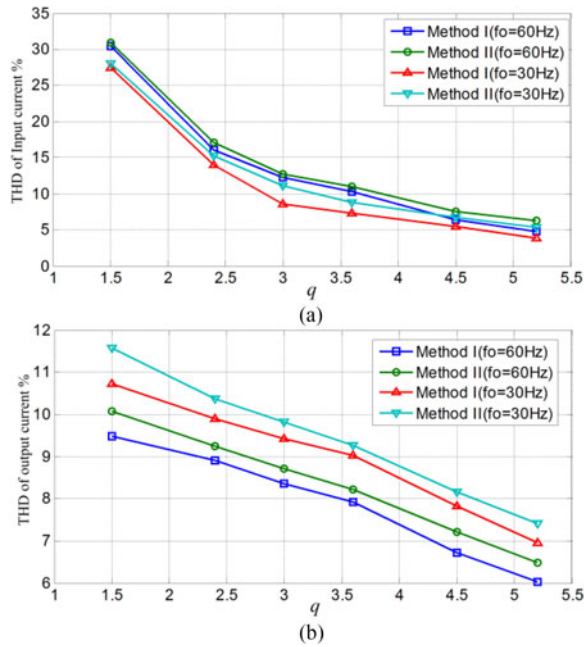 35
30
25
20
15
10
5
0
THD of Input current %
Method I(fo=60Hz)
Method II(fo=60Hz)
Method I(fo=30Hz)
Method II(fo=30Hz)
1 1.5 2 2.5 3 3.5 4 4.5 5 5.5
q
(a)
12
11
10
9
8
7
6
THD of output current %
Method I(fo=60Hz)
Method II(fo=60Hz)
Method I(fo=30Hz)
Method II(fo=30Hz)
1 1.5 2 2.5 3 3.5 4 4.5 5 5.5
q
(b)